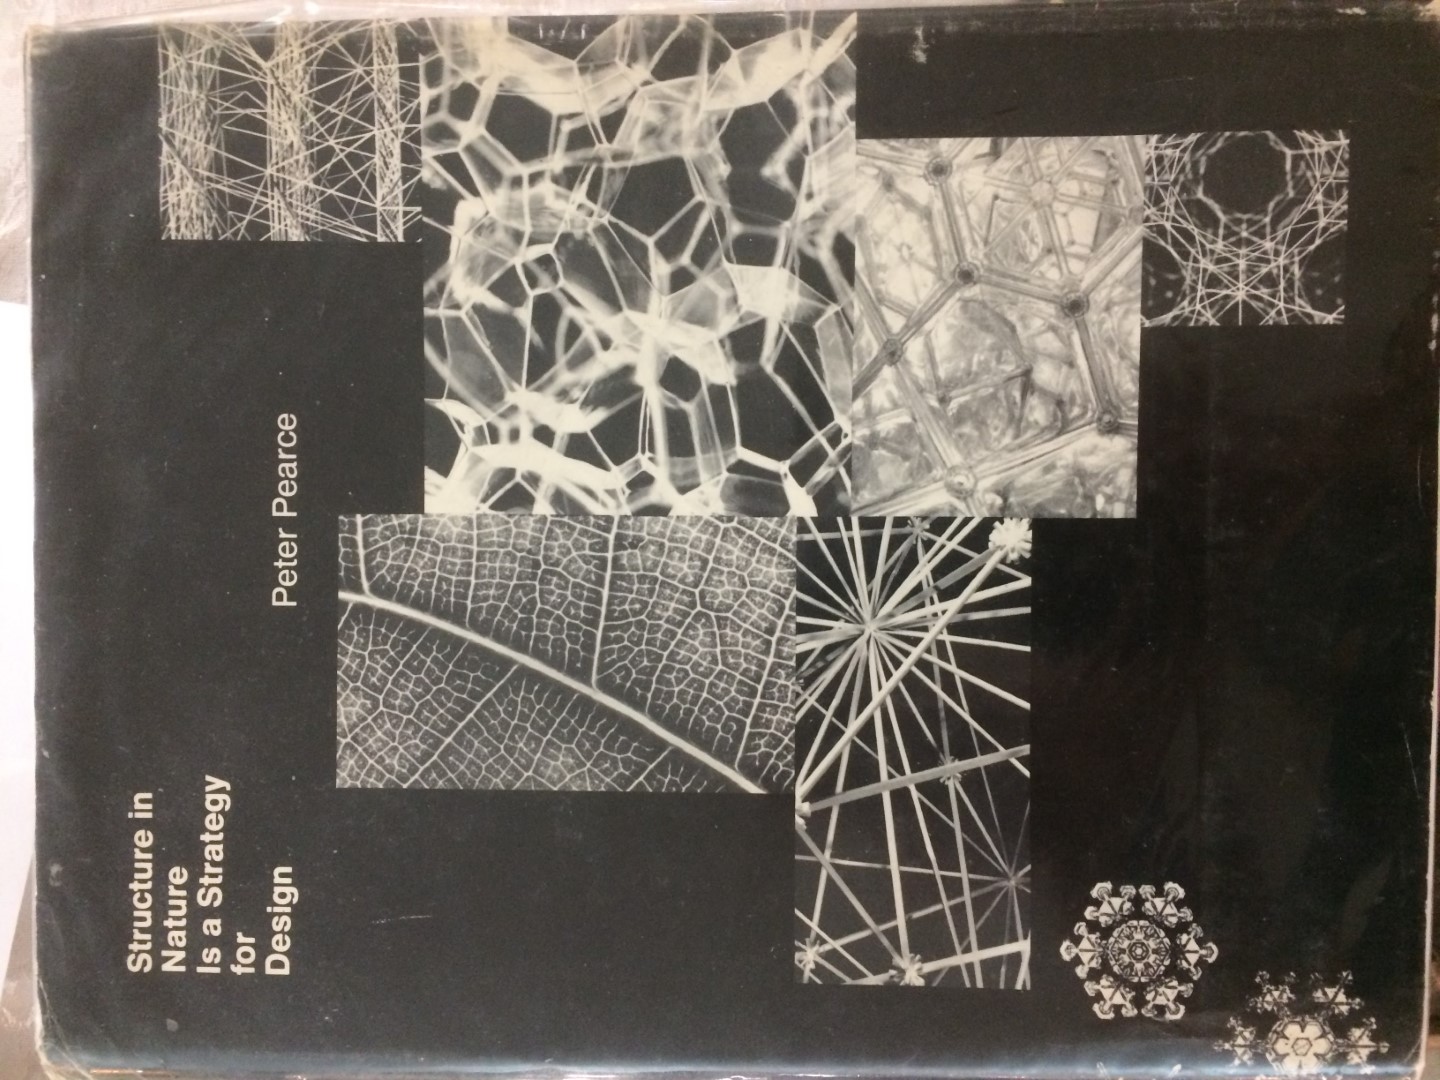 Structure in
Nature
Is a Strategy
for
Design
Peter Pearce